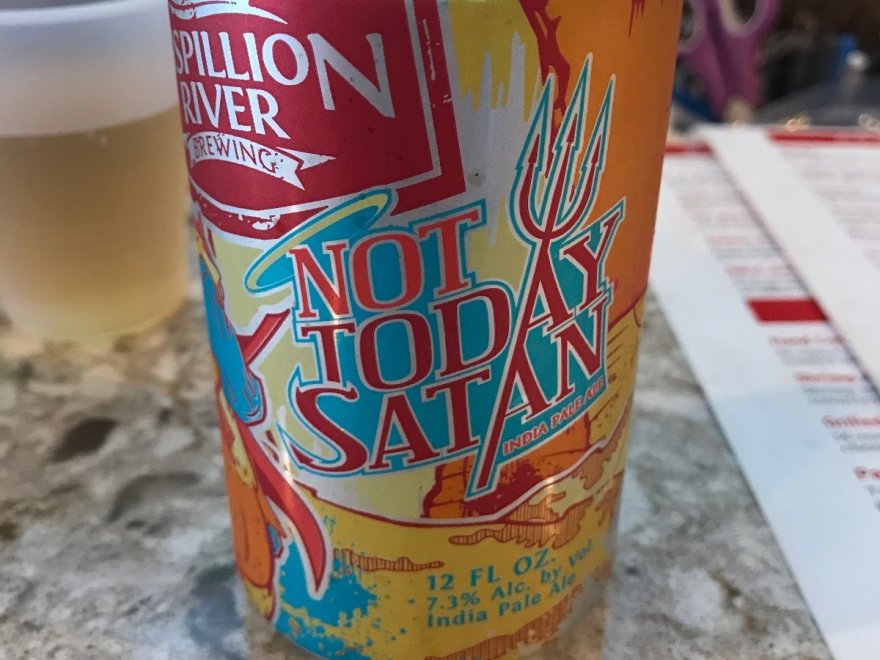 SPILLION
RIVER
BREWING
NOT
TODAY
SATAN
INDIA PALE ALE
12 FL OZ.
7.3% Alc. by Vol.
India Pale Ale